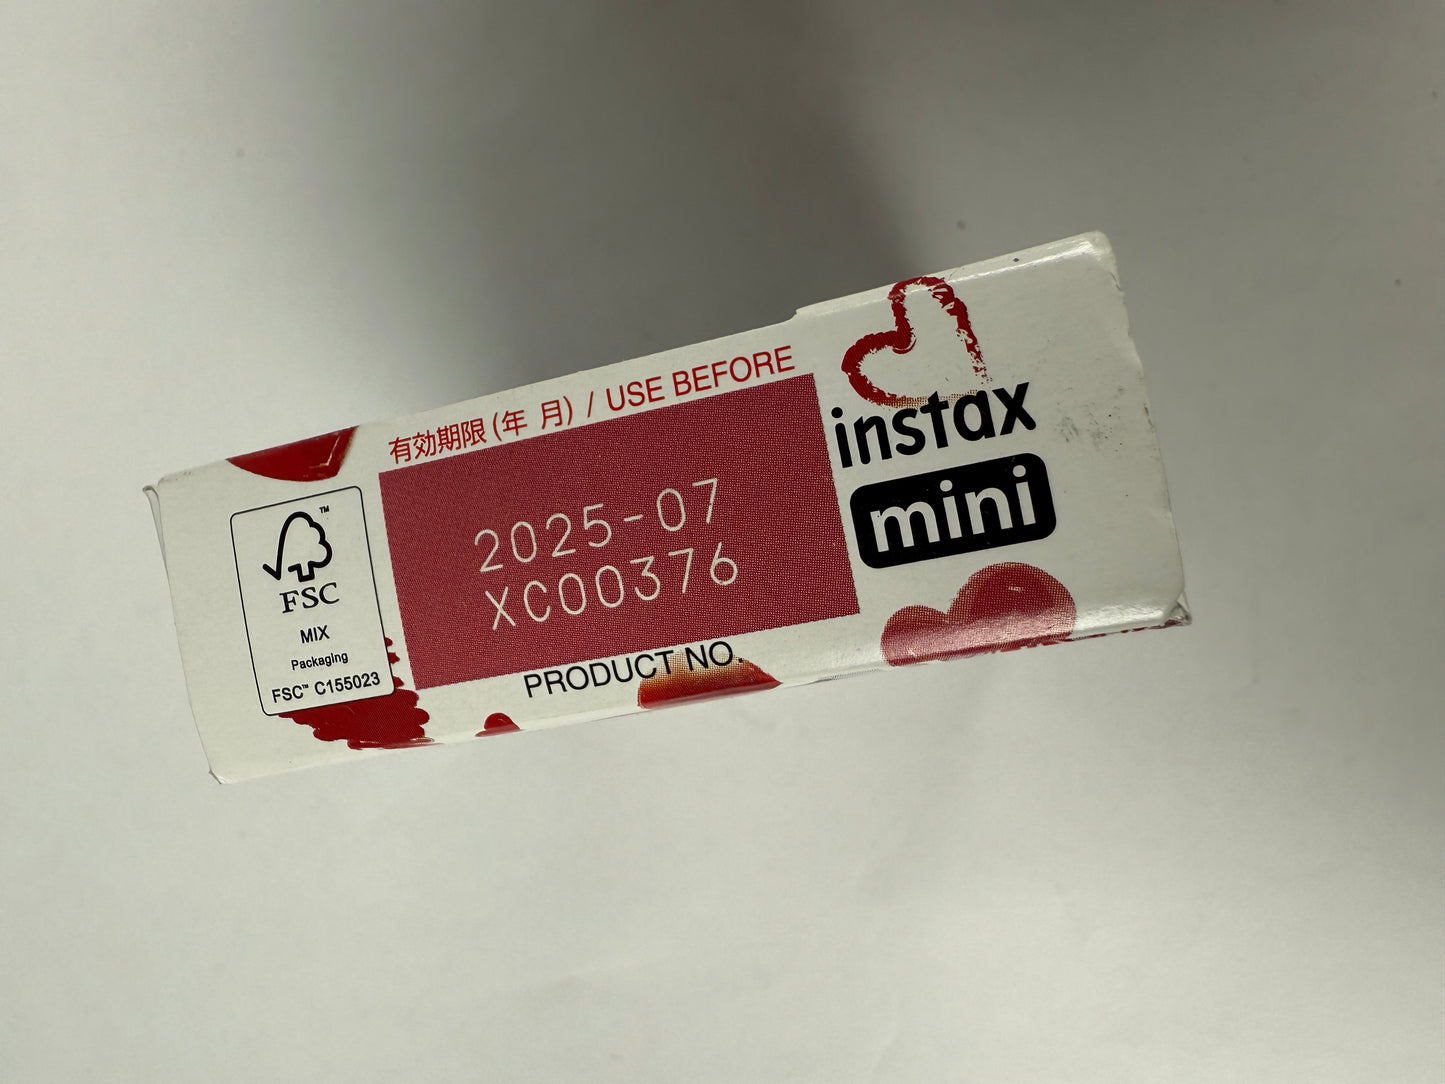 有効期限(年 月) / USE BEFORE
2025-07
XC00376
PRODUCT NO.
FSC™
MIX
Packaging
FSC™ C155023
instax
mini